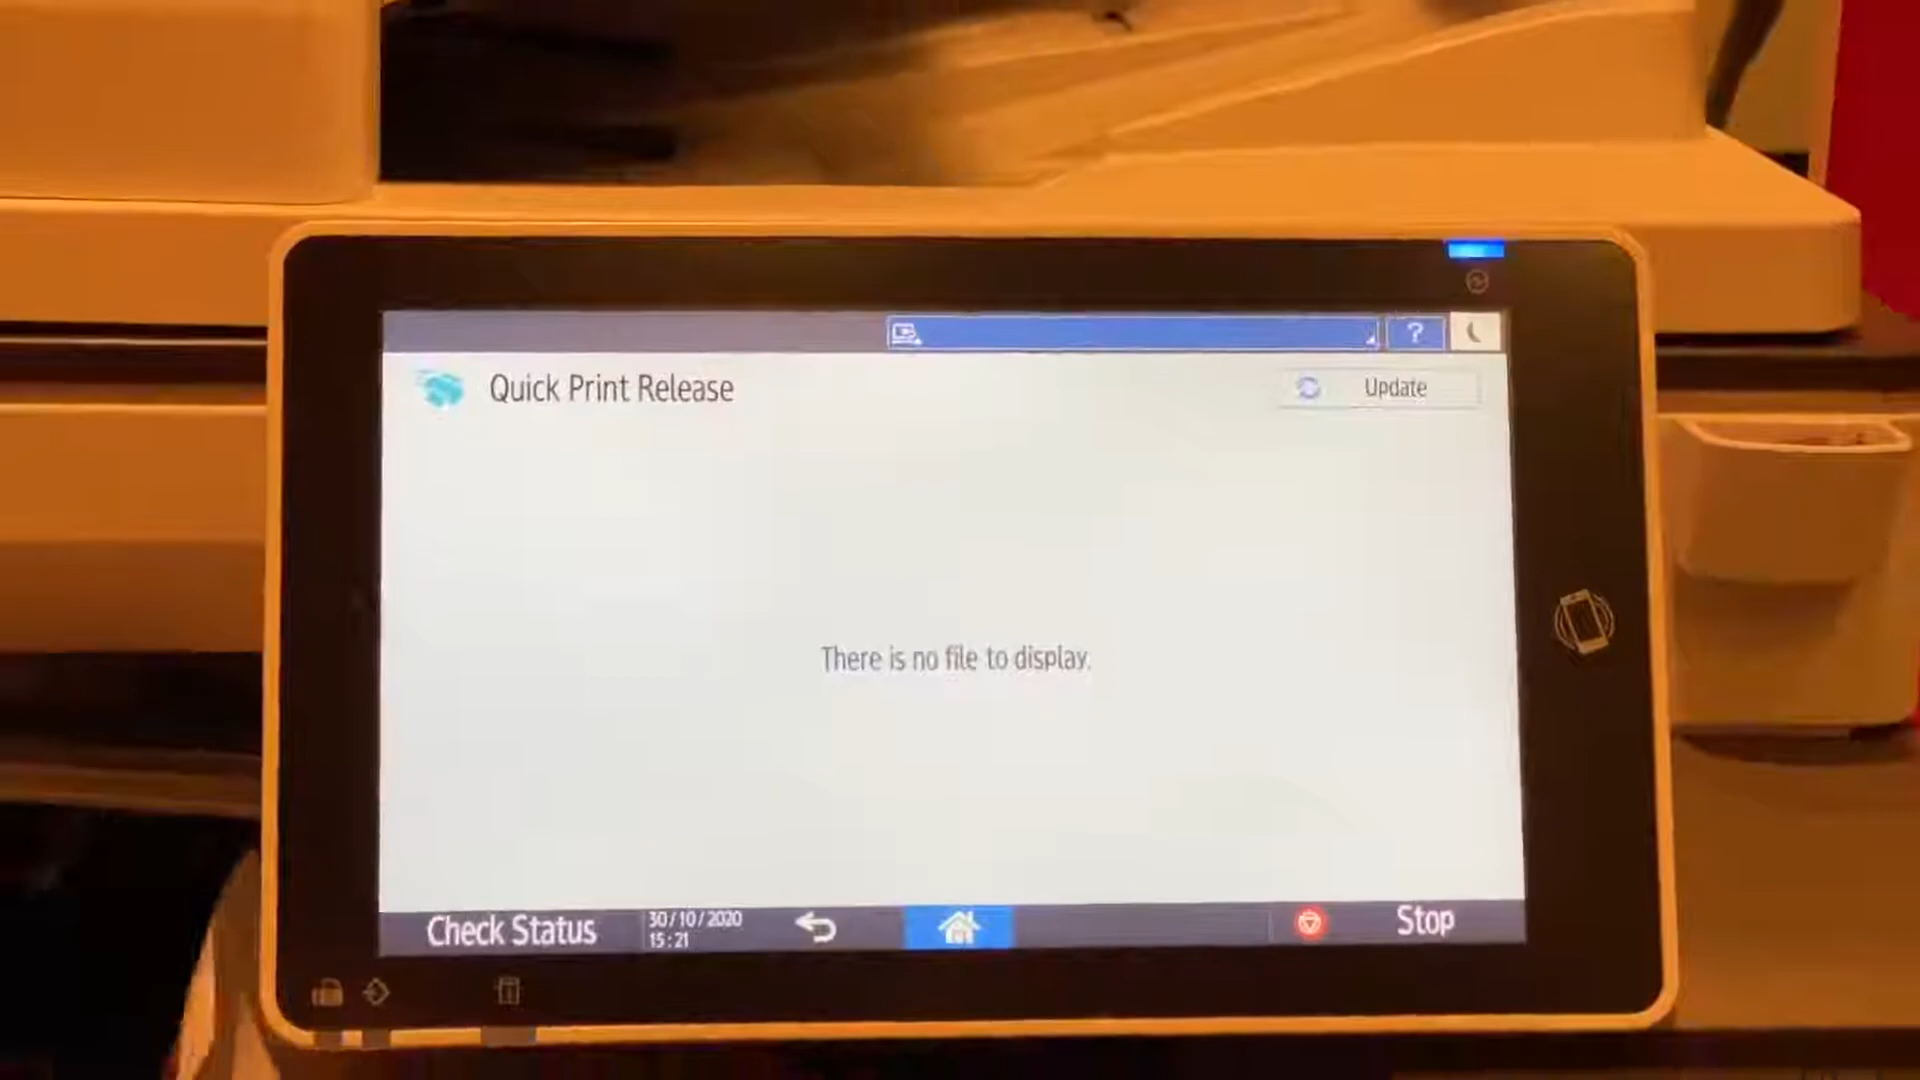 ?
Quick Print Release
Update
There is no file to display.
Check Status
30/10/2020
15:21
Stop